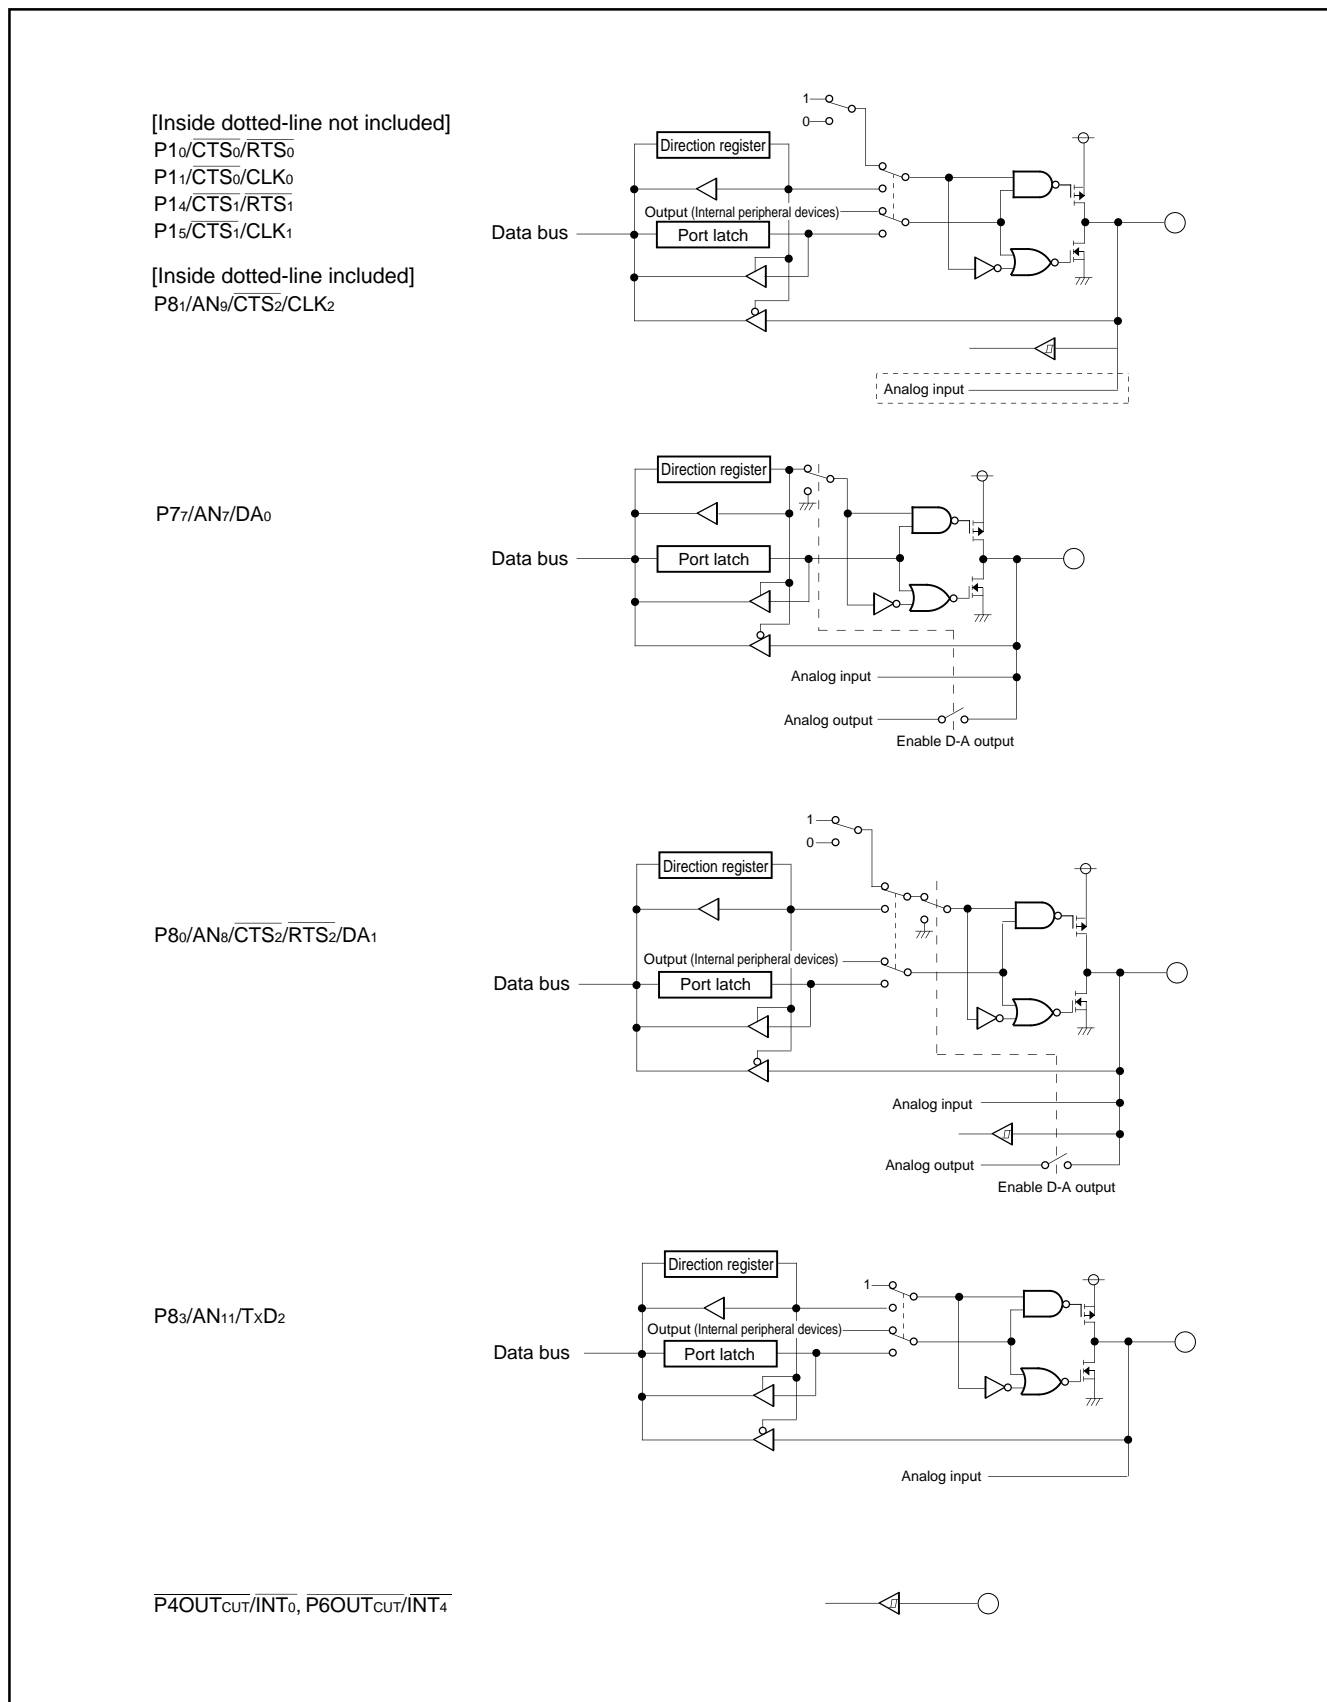 [Inside dotted-line not included]
P10/CTS0/RTS0
P11/CTS0/CLK0
P14/CTS1/RTS1
P15/CTS1/CLK1
[Inside dotted-line included]
P81/AN9/CTS2/CLK2
1
0
Direction register
Output (Internal peripheral devices)
Data bus
Port latch
Analog input
P77/AN7/DA0
Direction register
Data bus
Port latch
Analog input
Analog output
Enable D-A output
P80/AN8/CTS2/RTS2/DA1
1
0
Direction register
Output (Internal peripheral devices)
Data bus
Port latch
Analog input
Analog output
Enable D-A output
P83/AN11/TXD2
Direction register
1
Output (Internal peripheral devices)
Data bus
Port latch
Analog input
P4OUTCUT/INT0, P6OUTCUT/INT4